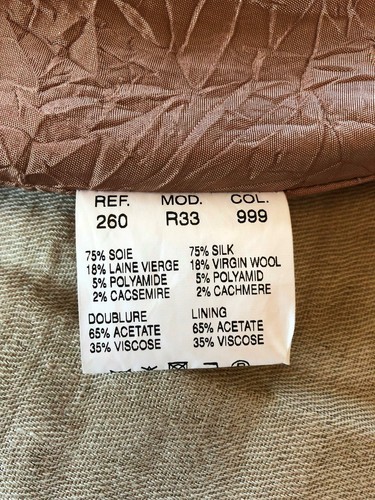 REF. MOD. COL.
260 R33 999
75% SOIE
18% LAINE VIERGE
5% POLYAMIDE
2% CACSEMIRE
75% SILK
18% VIRGIN WOOL
5% POLYAMID
2% CACHMERE
DOUBLURE
65% ACETATE
35% VISCOSE
LINING
65% ACETATE
35% VISCOSE